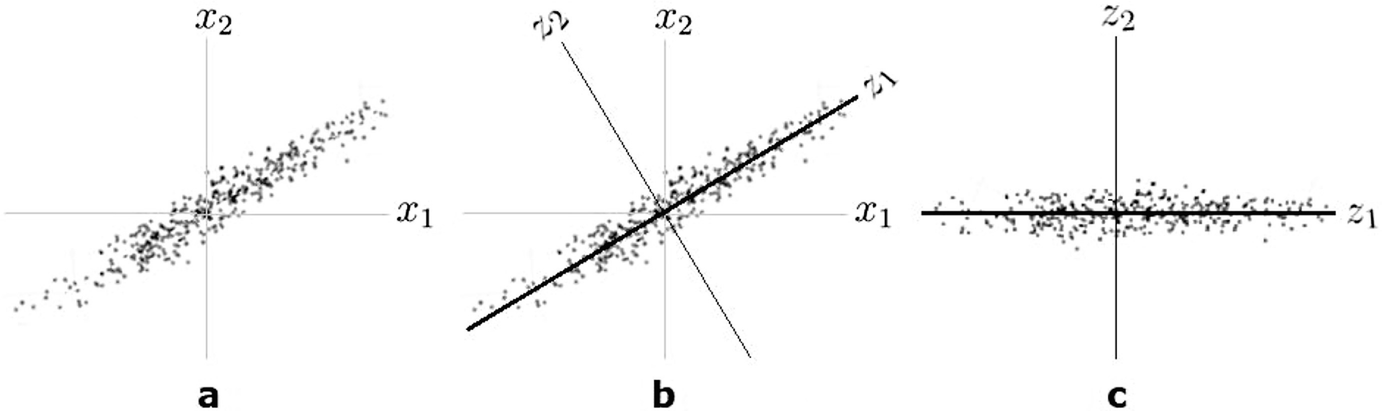 x₂
x₁
a
z₂
x₂
z₁
x₁
b
z₂
z₁
c